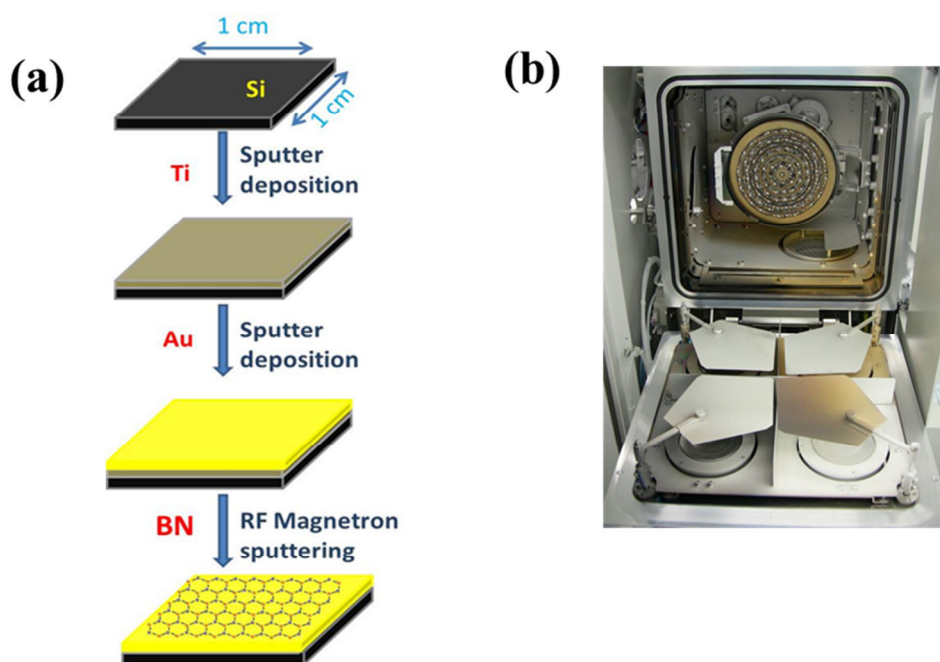 (a)
1 cm
Si
1 cm
Ti
Sputter
deposition
Au
Sputter
deposition
BN
RF Magnetron
sputtering
(b)